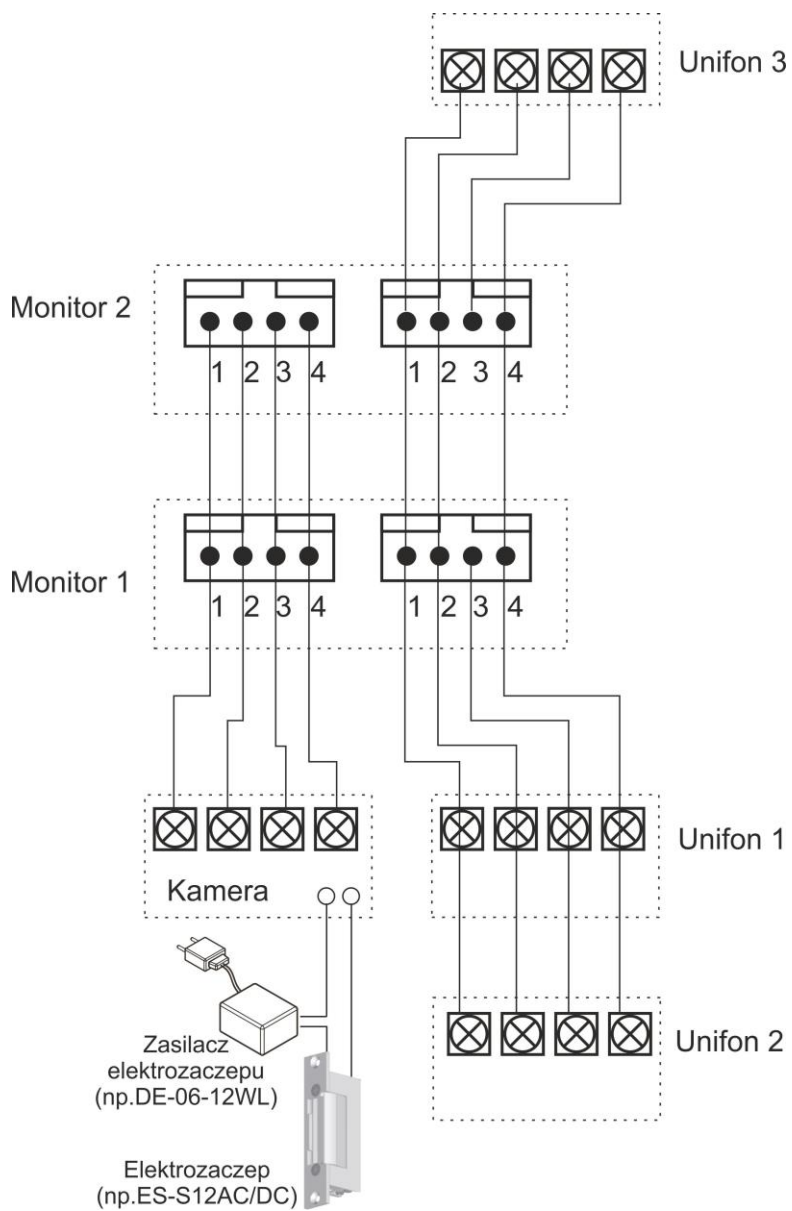 Unifon 3
Monitor 2
1 2 3 4 1 2 3 4
Monitor 1
1 2 3 4 1 2 3 4
Unifon 1
Kamera
Zasilacz
elektrozaczepu
(np.DE-06-12WL)
Unifon 2
Elektrozaczep
(np.ES-S12AC/DC)